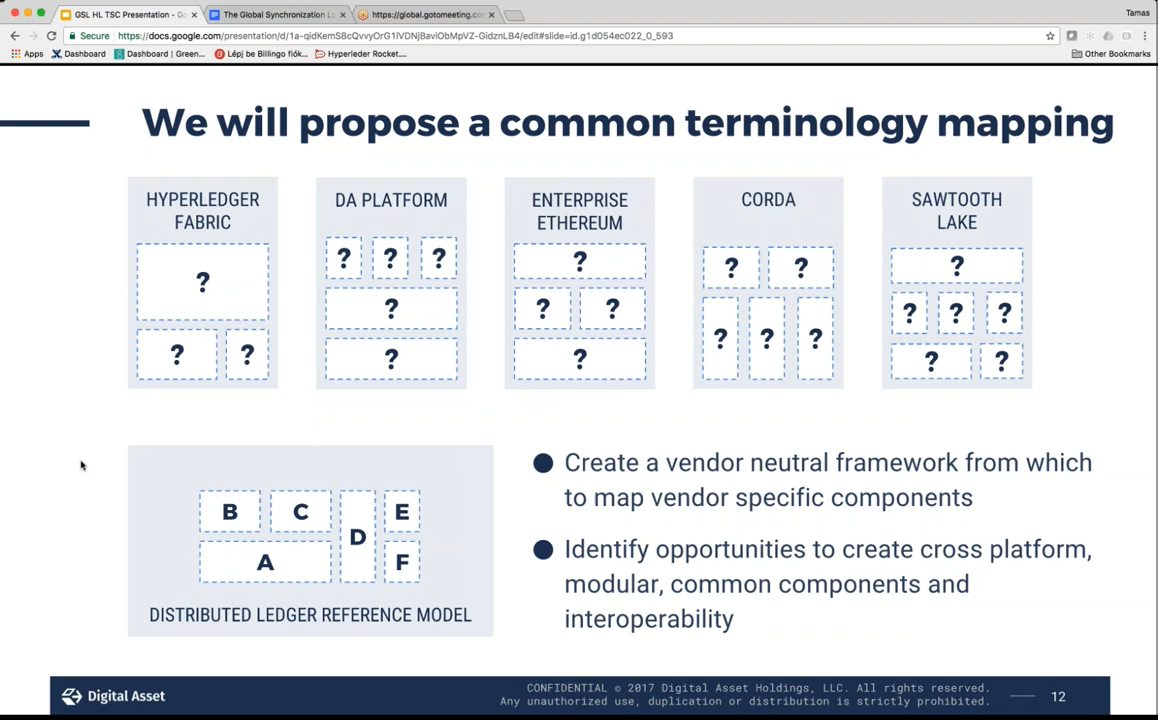 GSL HL TSC Presentation - G
The Global Synchronization L
https://global.gotomeeting.co
Tamas
Secure
https://docs.google.com/presentation/d/1a-qidKemS8cQvvyOrG1IVDNjBaviObMpVZ-GidznLB4/edit#slide=id.g1d054ec022_0_593
Apps
Dashboard
Dashboard | Green...
Lépj be Billingo fiók...
Hyperleder Rocket....
Other Bookmarks
We will propose a common terminology mapping
HYPERLEDGER
FABRIC
?
? ?
DA PLATFORM
? ? ?
?
?
ENTERPRISE
ETHEREUM
?
? ?
?
CORDA
? ?
? ? ?
SAWTOOTH
LAKE
?
? ? ?
? ?
B C D E
A F
DISTRIBUTED LEDGER REFERENCE MODEL
● Create a vendor neutral framework from which
to map vendor specific components
● Identify opportunities to create cross platform,
modular, common components and
interoperability
Digital Asset
CONFIDENTIAL © 2017 Digital Asset Holdings, LLC. All rights reserved.
Any unauthorized use, duplication or distribution is strictly prohibited.
12